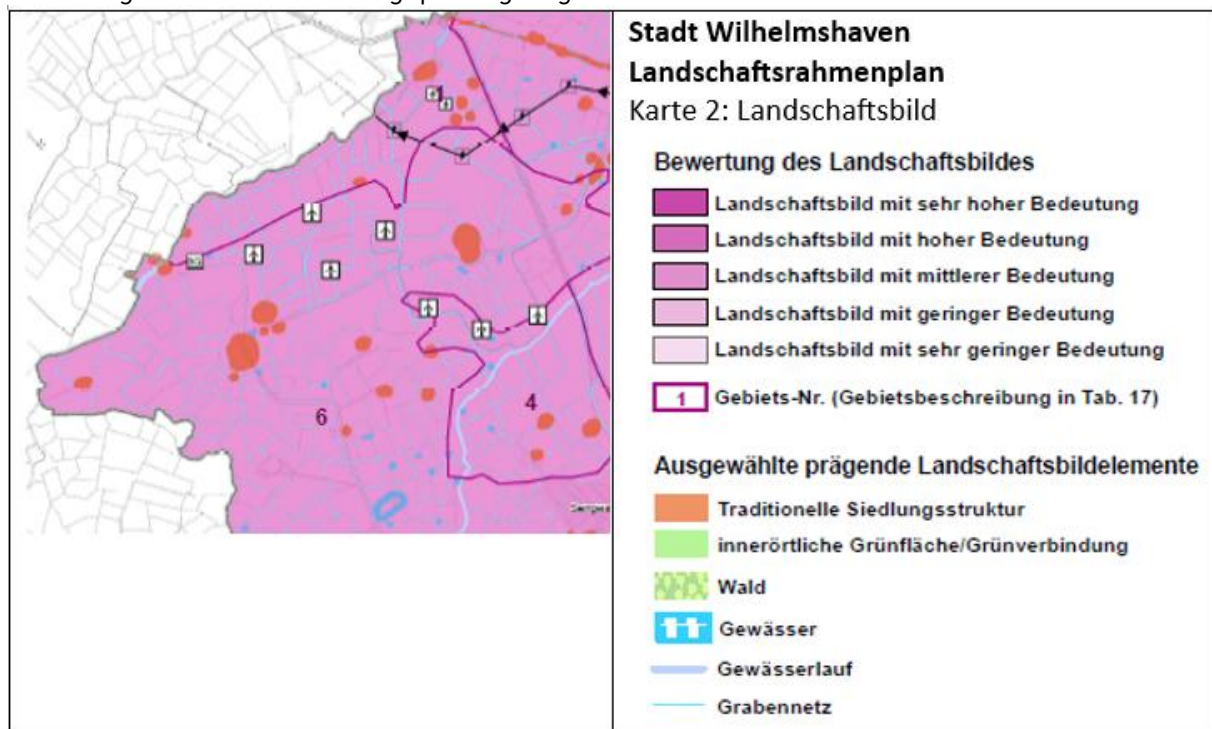 Stadt Wilhelmshaven
Landschaftsrahmenplan
Karte 2: Landschaftsbild
Bewertung des Landschaftsbildes
Landschaftsbild mit sehr hoher Bedeutung
Landschaftsbild mit hoher Bedeutung
Landschaftsbild mit mittlerer Bedeutung
Landschaftsbild mit geringer Bedeutung
Landschaftsbild mit sehr geringer Bedeutung
1 Gebiets-Nr. (Gebietsbeschreibung in Tab. 17)
Ausgewählte prägende Landschaftsbildelemente
Traditionelle Siedlungsstruktur
innerörtliche Grünfläche/Grünverbindung
Wald
Gewässer
Gewässerlauf
Grabennetz
1
4
6